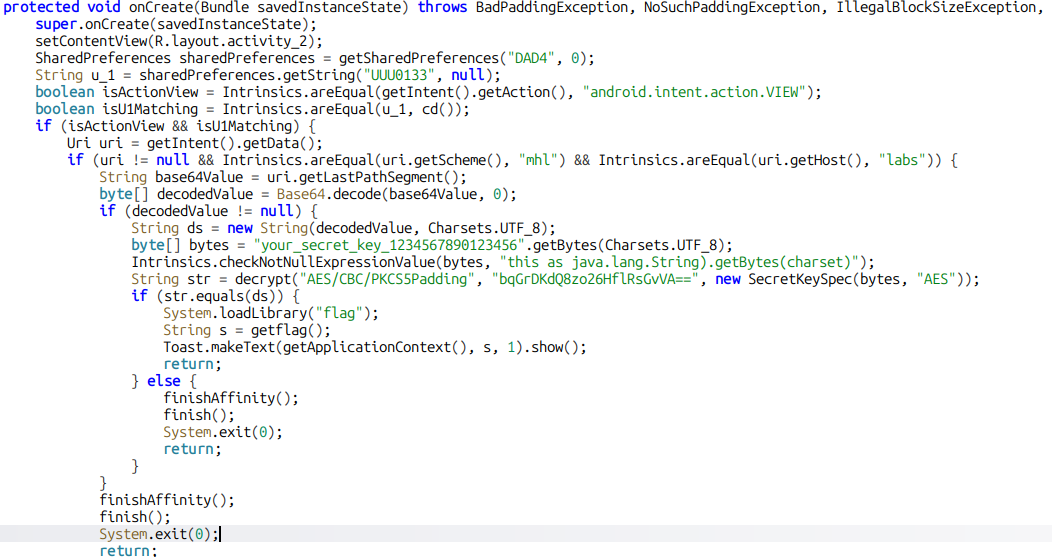 protected void onCreate(Bundle savedInstanceState) throws BadPaddingException, NoSuchPaddingException, IllegalBlockSizeException,
    super.onCreate(savedInstanceState);
    setContentView(R.layout.activity_2);
    SharedPreferences sharedPreferences = getSharedPreferences("DAD4", 0);
    String u_1 = sharedPreferences.getString("UUU0133", null);
    boolean isActionView = Intrinsics.areEqual(getIntent().getAction(), "android.intent.action.VIEW");
    boolean isU1Matching = Intrinsics.areEqual(u_1, cd());
    if (isActionView && isU1Matching) {
        Uri uri = getIntent().getData();
        if (uri != null && Intrinsics.areEqual(uri.getScheme(), "mhl") && Intrinsics.areEqual(uri.getHost(), "labs")) {
            String base64Value = uri.getLastPathSegment();
            byte[] decodedValue = Base64.decode(base64Value, 0);
            if (decodedValue != null) {
                String ds = new String(decodedValue, Charsets.UTF_8);
                byte[] bytes = "your_secret_key_1234567890123456".getBytes(Charsets.UTF_8);
                Intrinsics.checkNotNullExpressionValue(bytes, "this as java.lang.String).getBytes(charset)");
                String str = decrypt("AES/CBC/PKCS5Padding", "bqGrDKdQ8zo26HflRsGvVA==", new SecretKeySpec(bytes, "AES"));
                if (str.equals(ds)) {
                    System.loadLibrary("flag");
                    String s = getflag();
                    Toast.makeText(getApplicationContext(), s, 1).show();
                    return;
                } else {
                    finishAffinity();
                    finish();
                    System.exit(0);
                    return;
                }
            }
            finishAffinity();
            finish();
            System.exit(0);
            return;